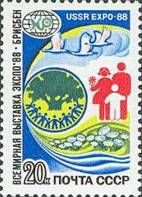 USSR EXPO-88
ВСЕМИРНАЯ ВЫСТАВКА ЭКСПО'88 · БРИСБЕН
20к ПОЧТА СССР